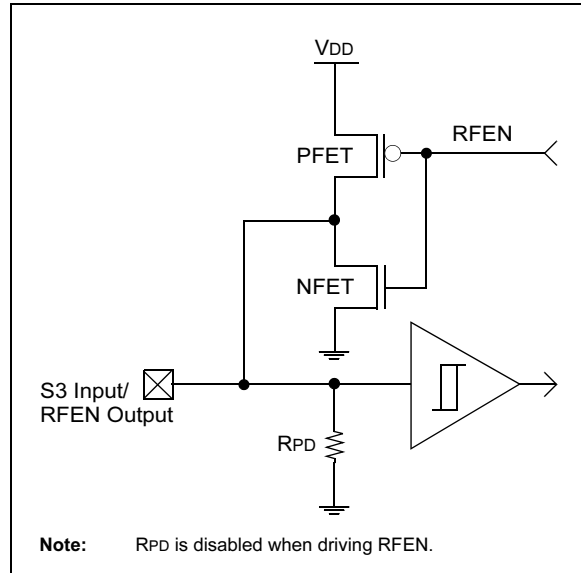 VDD
RFEN
PFET
NFET
S3 Input/
RFEN Output
RPD
Note: RPD is disabled when driving RFEN.